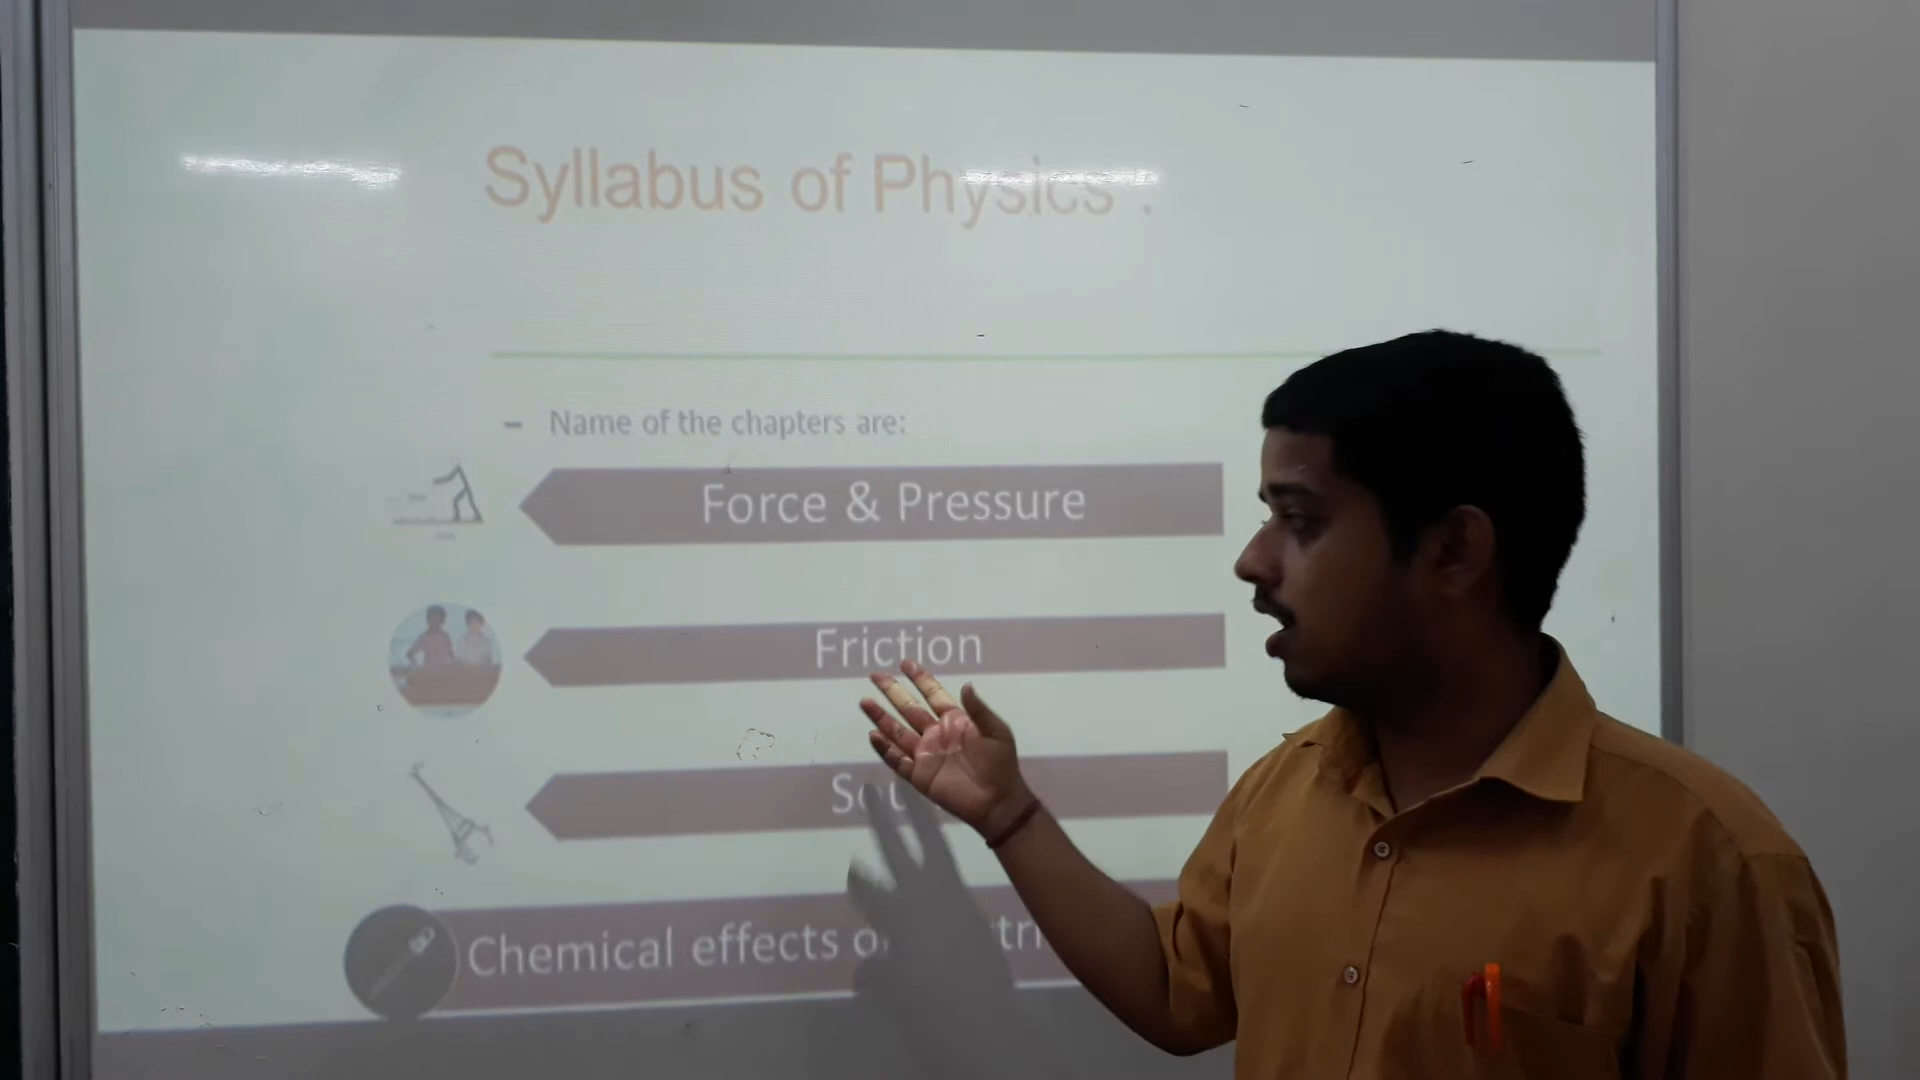 Syllabus of Physics :
– Name of the chapters are:
Force & Pressure
Friction
Chemical effects